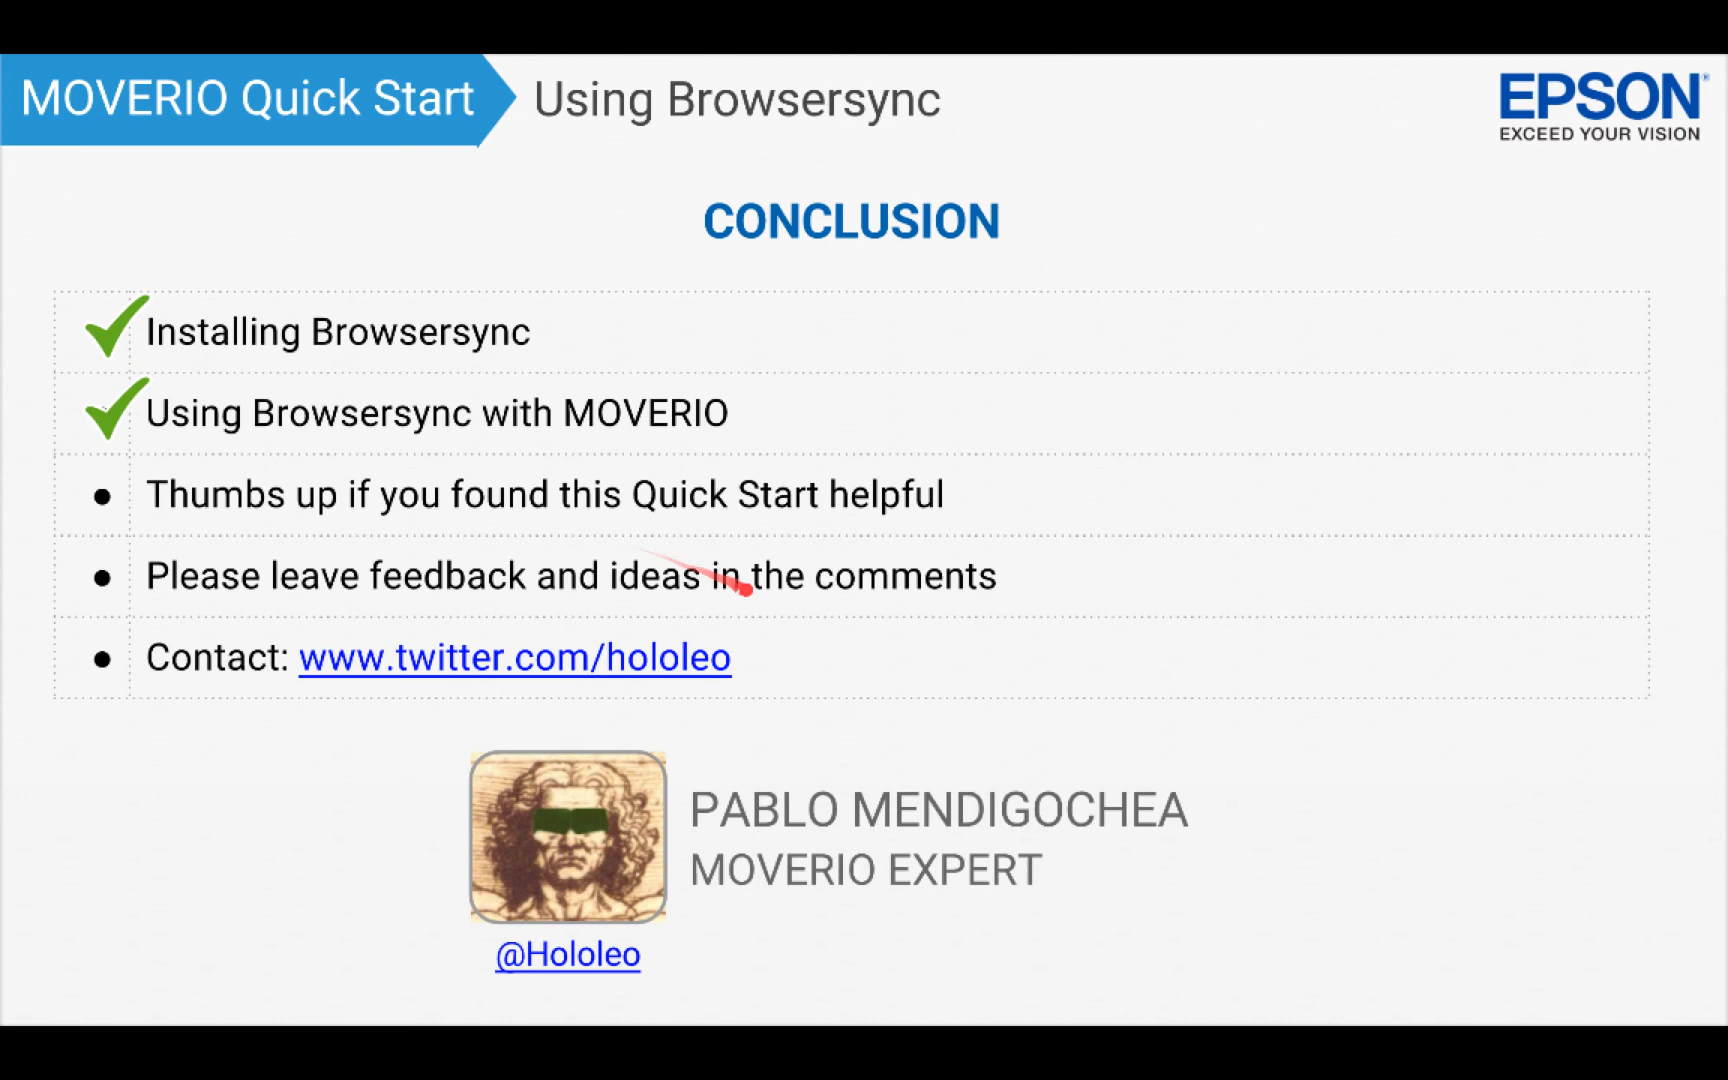 MOVERIO Quick Start
Using Browsersync
EPSON®
EXCEED YOUR VISION
CONCLUSION
Installing Browsersync
Using Browsersync with MOVERIO
● Thumbs up if you found this Quick Start helpful
● Please leave feedback and ideas in the comments
● Contact: www.twitter.com/hololeo
PABLO MENDIGOCHEA
MOVERIO EXPERT
@Hololeo